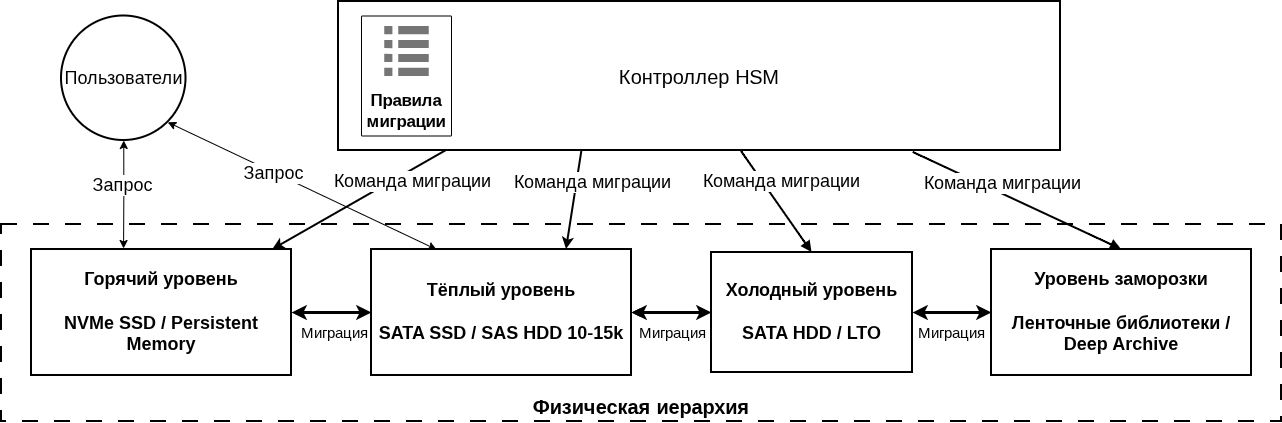 Пользователи
Правила
миграции
Контроллер HSM
Запрос
Запрос
Команда миграции
Команда миграции
Команда миграции
Команда миграции
Горячий уровень
NVMe SSD / Persistent
Memory
Миграция
Тёплый уровень
SATA SSD / SAS HDD 10-15k
Миграция
Холодный уровень
SATA HDD / LTO
Миграция
Уровень заморозки
Ленточные библиотеки /
Deep Archive
Физическая иерархия